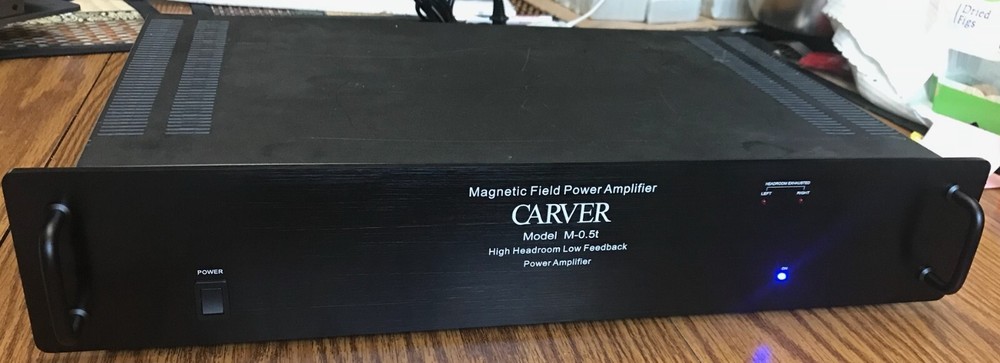 Dried
Figs
Magnetic Field Power Amplifier
CARVER
Model M-0.5t
High Headroom Low Feedback
Power Amplifier
HEADROOM EXHAUSTED
LEFT RIGHT
POWER